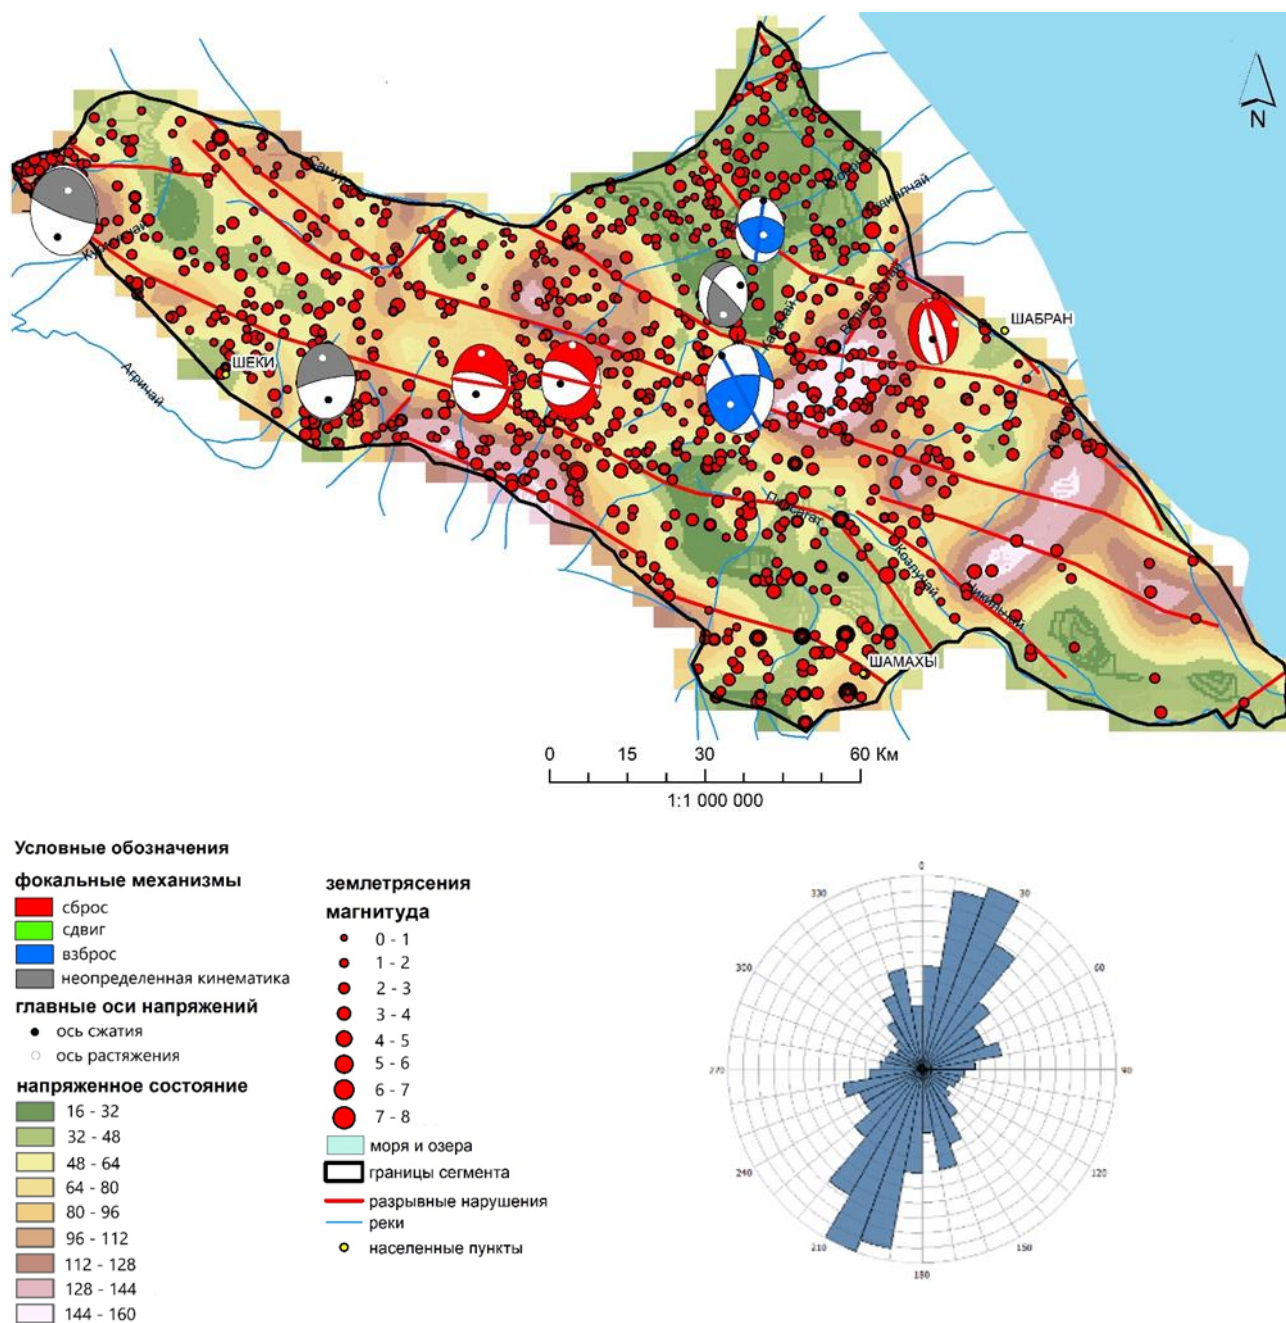 N
Самур
Агричай
ШЕКИ
ШАБРАН
Пирсагат
Козлучай
Чикильчай
ШАМАХЫ
0 15 30 60 Км
1:1 000 000
Условные обозначения
фокальные механизмы
сброс
сдвиг
взброс
неопределенная кинематика
главные оси напряжений
ось сжатия
ось растяжения
напряженное состояние
16 - 32
32 - 48
48 - 64
64 - 80
80 - 96
96 - 112
112 - 128
128 - 144
144 - 160
землетрясения
магнитуда
0 - 1
1 - 2
2 - 3
3 - 4
4 - 5
5 - 6
6 - 7
7 - 8
моря и озера
границы сегмента
разрывные нарушения
реки
населенные пункты
0
330 30
300 60
270 90
240 120
210 150
180